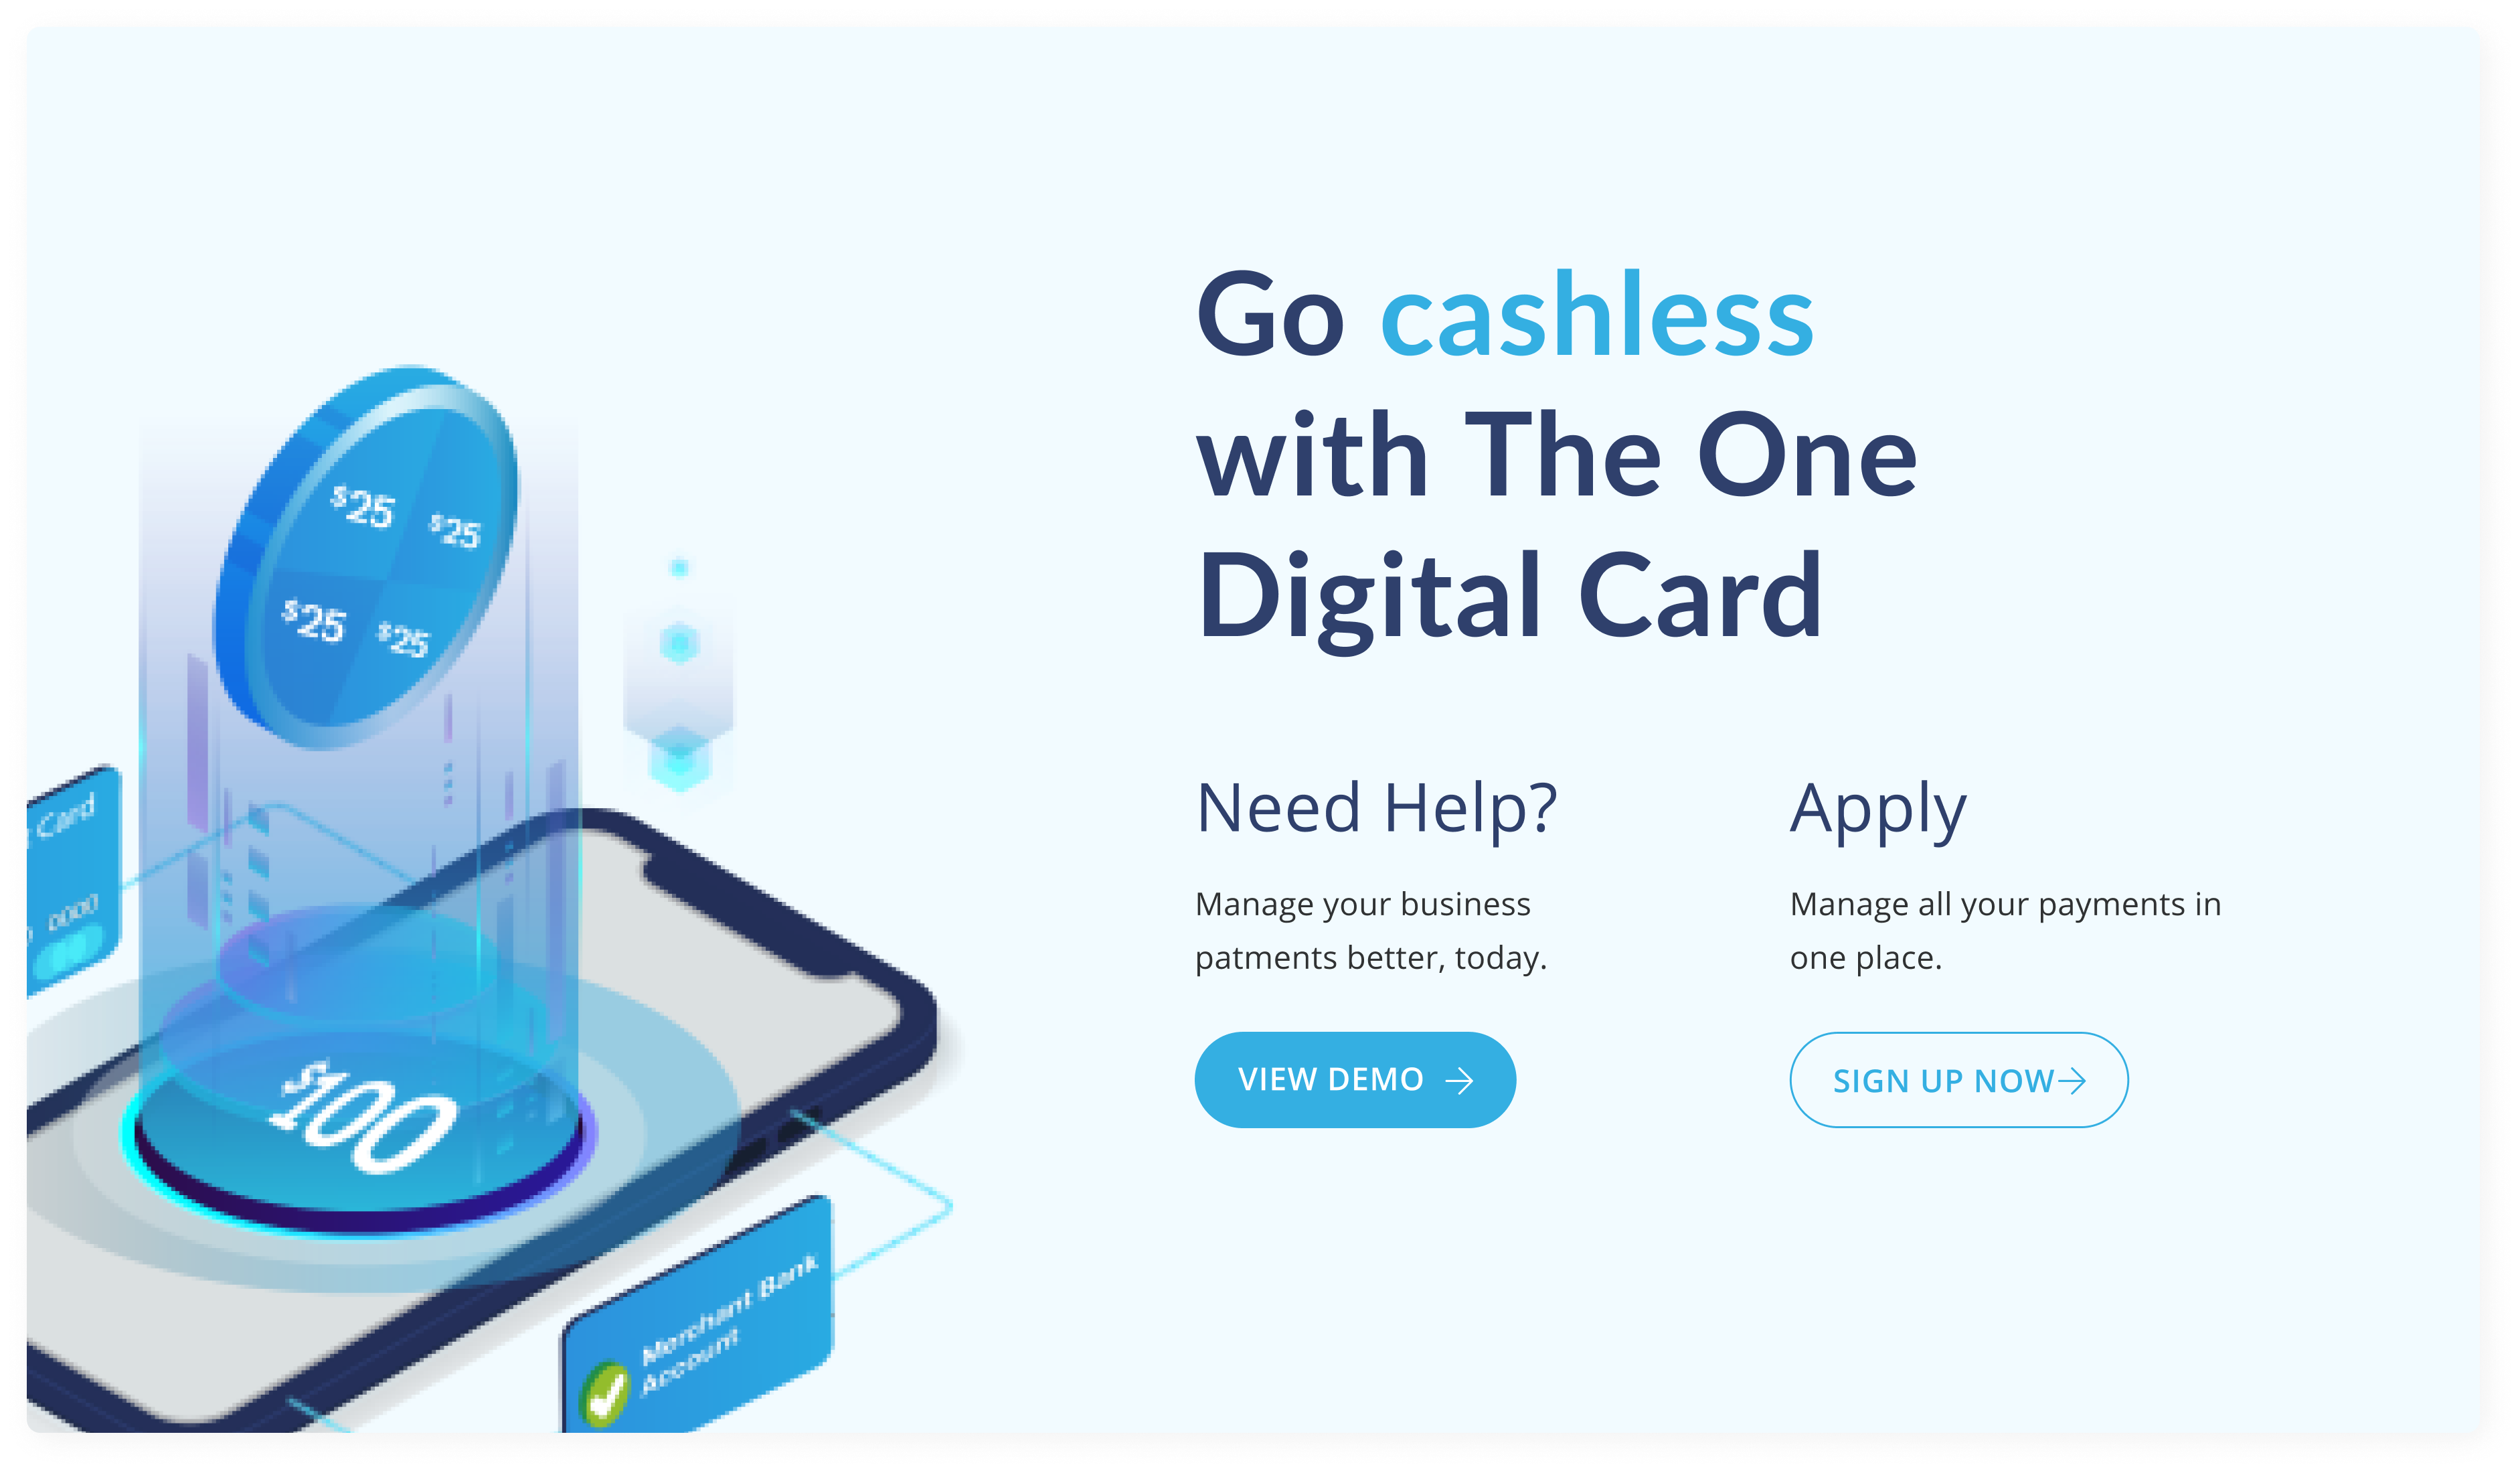 Go cashless
with The One
Digital Card
Need Help?
Manage your business
patments better, today.
VIEW DEMO
Apply
Manage all your payments in
one place.
SIGN UP NOW
$25
$25
$25
$25
Card
0000
$100
Merchant Bank
Account